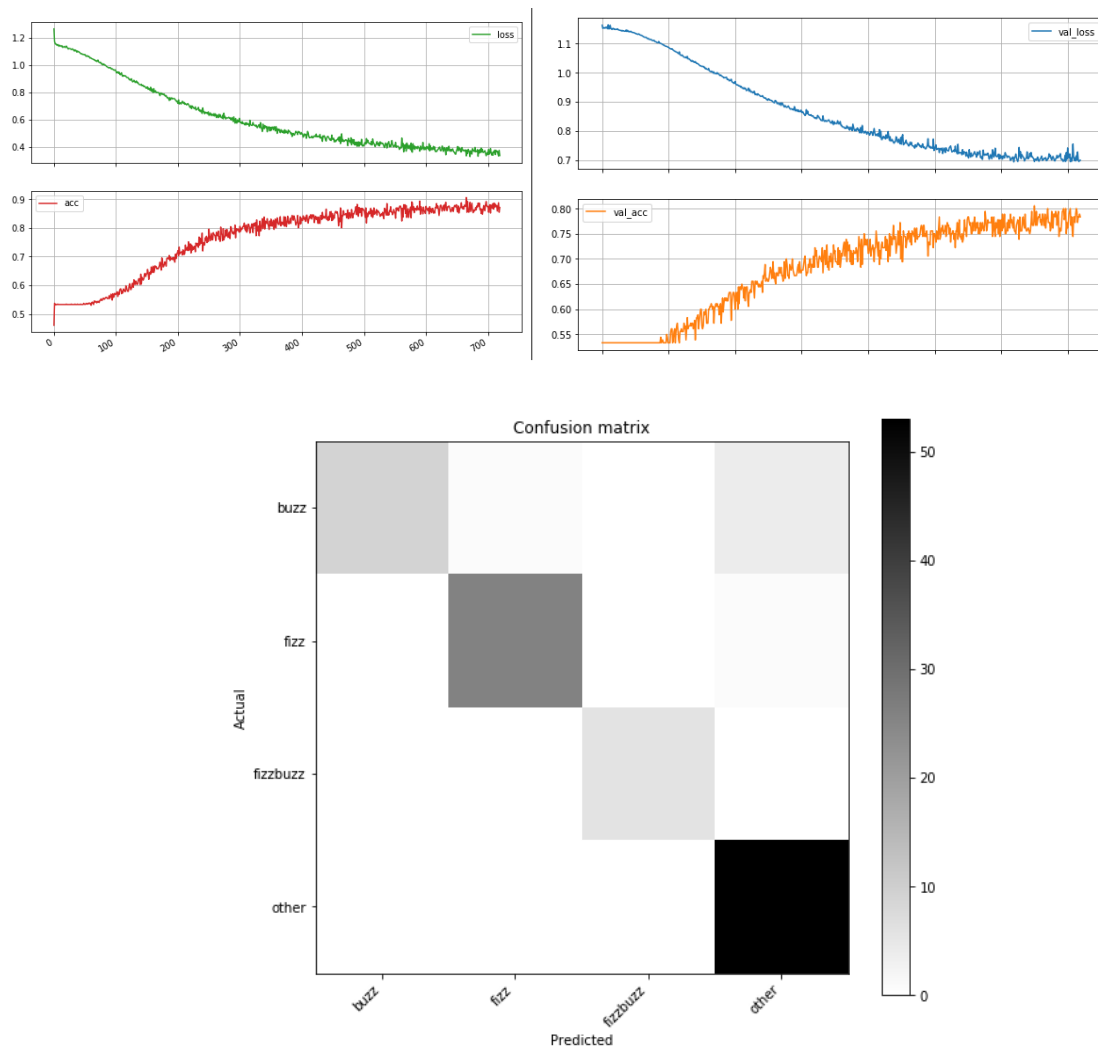 loss
1.2
1.0
0.8
0.6
0.4
acc
0.9
0.8
0.7
0.6
0.5
0
100
200
300
400
500
600
700
val_loss
1.1
1.0
0.9
0.8
0.7
val_acc
0.80
0.75
0.70
0.65
0.60
0.55
Confusion matrix
Actual
buzz
fizz
fizzbuzz
other
buzz
fizz
fizzbuzz
other
Predicted
50
40
30
20
10
0